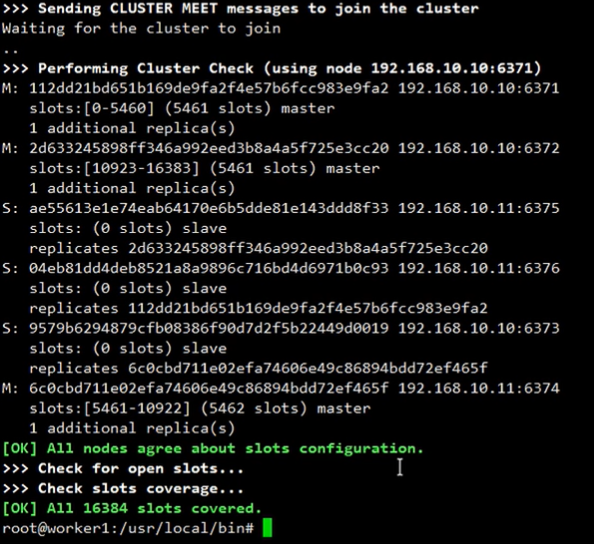 >>> Sending CLUSTER MEET messages to join the cluster
Waiting for the cluster to join
..
>>> Performing Cluster Check (using node 192.168.10.10:6371)
M: 112dd21bd651b169de9fa2f4e57b6fcc983e9fa2 192.168.10.10:6371
   slots:[0-5460] (5461 slots) master
   1 additional replica(s)
M: 2d633245898ff346a992eed3b8a4a5f725e3cc20 192.168.10.10:6372
   slots:[10923-16383] (5461 slots) master
   1 additional replica(s)
S: ae55613e1e74eab64170e6b5dde81e143ddd8f33 192.168.10.11:6375
   slots: (0 slots) slave
   replicates 2d633245898ff346a992eed3b8a4a5f725e3cc20
S: 04eb81dd4deb8521a8a9896c716bd4d6971b0c93 192.168.10.11:6376
   slots: (0 slots) slave
   replicates 112dd21bd651b169de9fa2f4e57b6fcc983e9fa2
S: 9579b6294879cfb08386f90d7d2f5b22449d0019 192.168.10.10:6373
   slots: (0 slots) slave
   replicates 6c0cbd711e02efa74606e49c86894bdd72ef465f
M: 6c0cbd711e02efa74606e49c86894bdd72ef465f 192.168.10.11:6374
   slots:[5461-10922] (5462 slots) master
   1 additional replica(s)
[OK] All nodes agree about slots configuration.
>>> Check for open slots...
>>> Check slots coverage...
[OK] All 16384 slots covered.
root@worker1:/usr/local/bin#